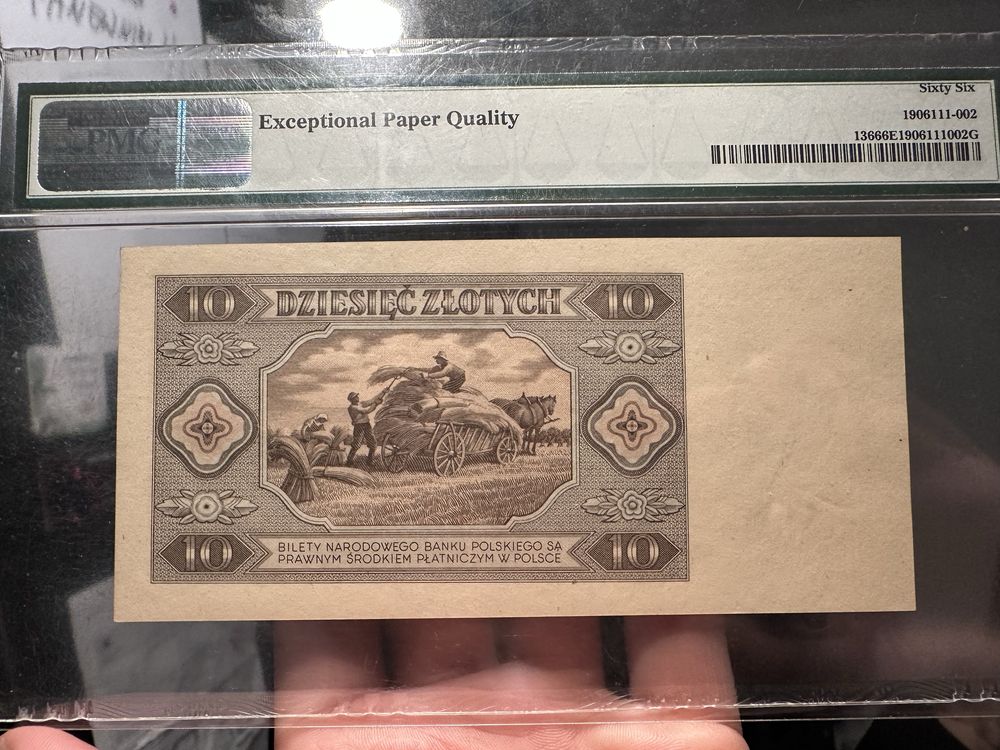 PMG
Exceptional Paper Quality
Sixty Six
1906111-002
13666E1906111002G
10 DZIESIĘĆ ZŁOTYCH 10
10 BILETY NARODOWEGO BANKU POLSKIEGO SĄ
PRAWNYM ŚRODKIEM PŁATNICZYM W POLSCE 10